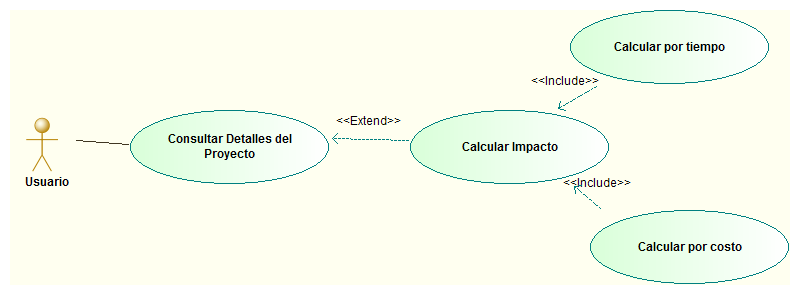 Calcular por tiempo
<<Include>>
<<Extend>>
Consultar Detalles del
Proyecto
Calcular Impacto
Usuario
<<Include>>
Calcular por costo